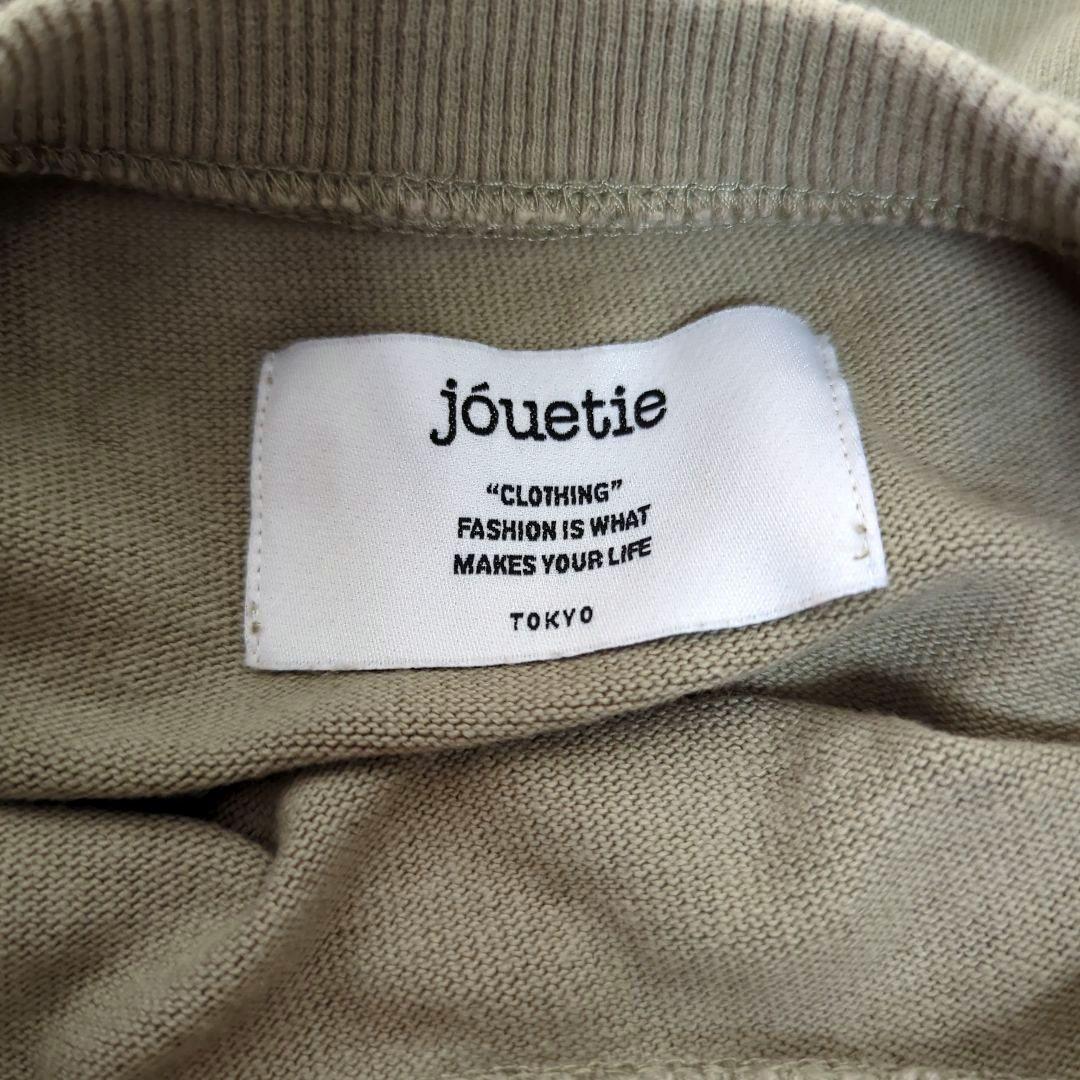 jóuetie
“CLOTHING”
FASHION IS WHAT
MAKES YOUR LIFE
TOKYO